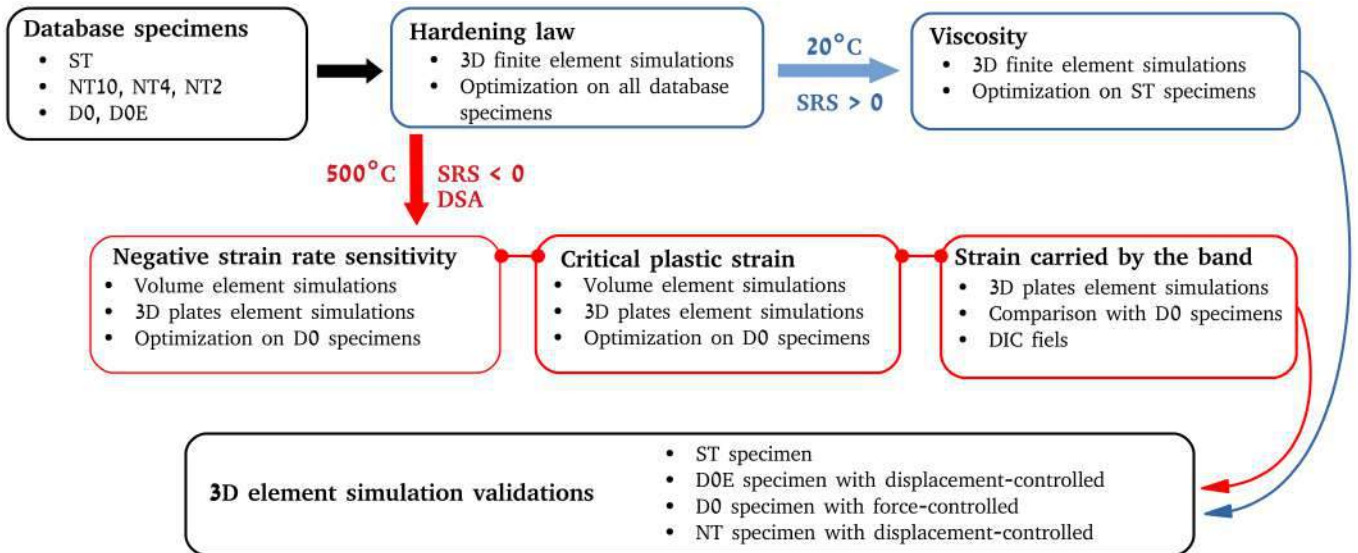 Database specimens
• ST
• NT10, NT4, NT2
• D0, D0E
Hardening law
• 3D finite element simulations
• Optimization on all database
specimens
20°C
SRS > 0
Viscosity
• 3D finite element simulations
• Optimization on ST specimens
500°C
SRS < 0
DSA
Negative strain rate sensitivity
• Volume element simulations
• 3D plates element simulations
• Optimization on D0 specimens
Critical plastic strain
• Volume element simulations
• 3D plates element simulations
• Optimization on D0 specimens
Strain carried by the band
• 3D plates element simulations
• Comparison with D0 specimens
• DIC fiels
3D element simulation validations
• ST specimen
• D0E specimen with displacement-controlled
• D0 specimen with force-controlled
• NT specimen with displacement-controlled